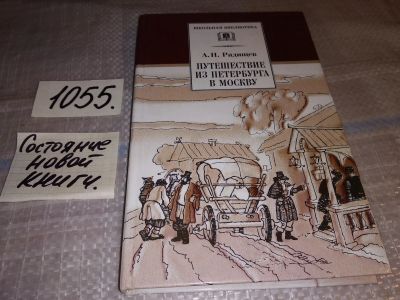 1055.
Состояние
новой
книги.
ШКОЛЬНАЯ БИБЛИОТЕКА
А.Н. Радищев
ПУТЕШЕСТВИЕ
ИЗ ПЕТЕРБУРГА
В МОСКВУ